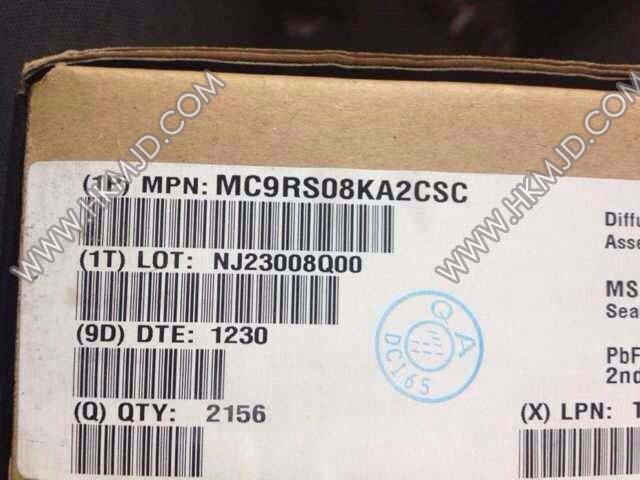 (1P) MPN: MC9RS08KA2CSC
(1T) LOT: NJ23008Q00
(9D) DTE: 1230
(Q) QTY: 2156
Diffu
Asse
MS
Sea
PbF
2nd
(X) LPN: T
QA
DC165
WWW.HKMJD.COM
WWW.HKMJD.COM